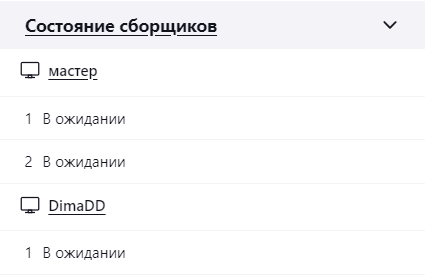 Состояние сборщиков
мастер
1 В ожидании
2 В ожидании
DimaDD
1 В ожидании